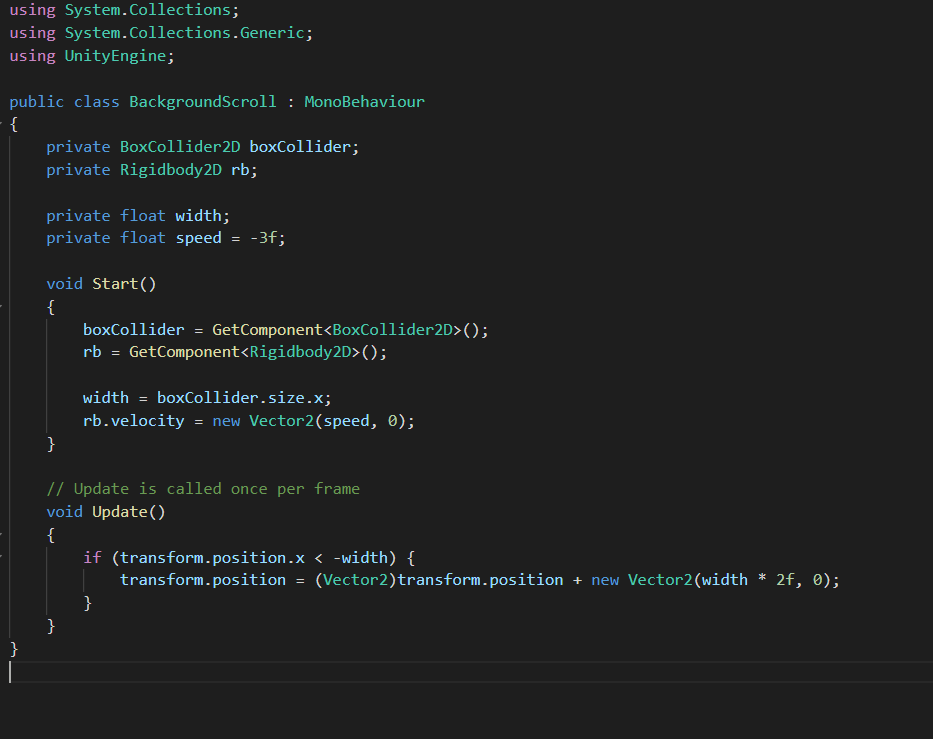 using System.Collections;
using System.Collections.Generic;
using UnityEngine;

public class BackgroundScroll : MonoBehaviour
{
    private BoxCollider2D boxCollider;
    private Rigidbody2D rb;

    private float width;
    private float speed = -3f;

    void Start()
    {
        boxCollider = GetComponent<BoxCollider2D>();
        rb = GetComponent<Rigidbody2D>();

        width = boxCollider.size.x;
        rb.velocity = new Vector2(speed, 0);
    }

    // Update is called once per frame
    void Update()
    {
        if (transform.position.x < -width) {
            transform.position = (Vector2)transform.position + new Vector2(width * 2f, 0);
        }
    }
}